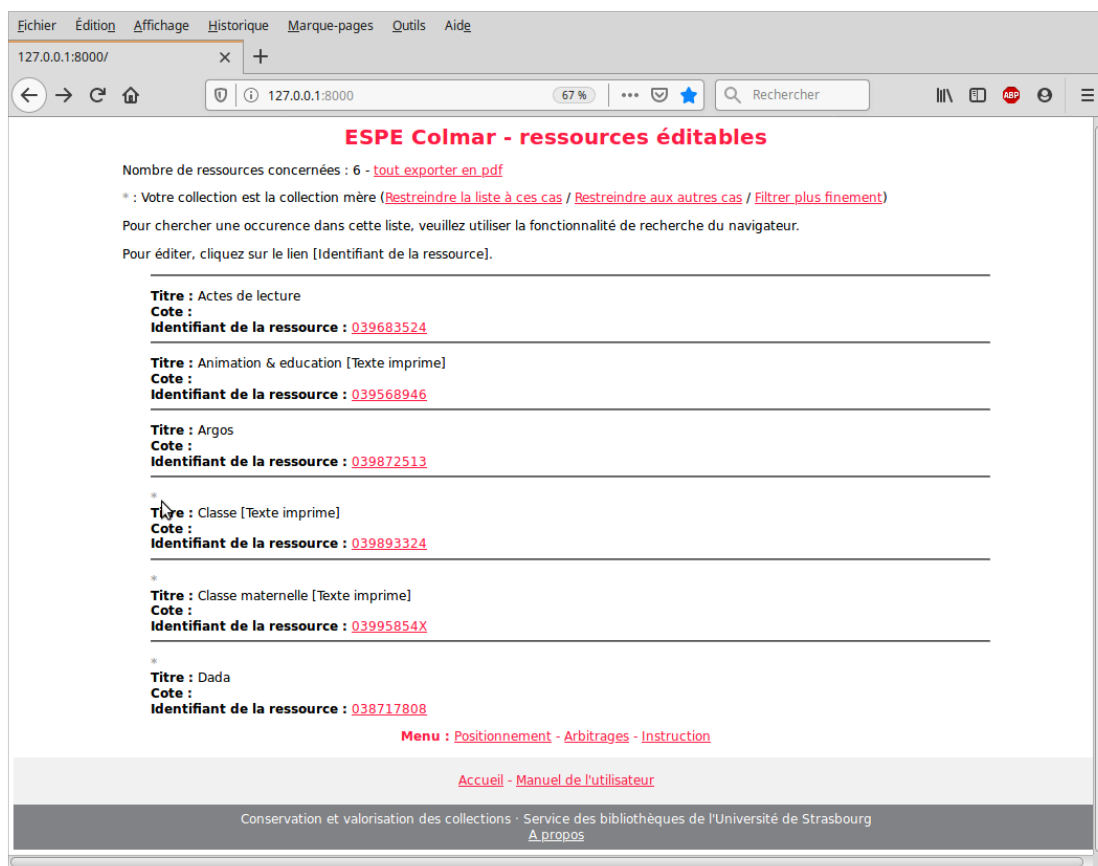 Fichier Édition Affichage Historique Marque-pages Outils Aide
127.0.0.1:8000/ × +
127.0.0.1:8000 67 % Rechercher ABP
ESPE Colmar - ressources éditables
Nombre de ressources concernées : 6 - tout exporter en pdf
* : Votre collection est la collection mère (Restreindre la liste à ces cas / Restreindre aux autres cas / Filtrer plus finement)
Pour chercher une occurence dans cette liste, veuillez utiliser la fonctionnalité de recherche du navigateur.
Pour éditer, cliquez sur le lien [Identifiant de la ressource].
Titre : Actes de lecture
Cote :
Identifiant de la ressource : 039683524
Titre : Animation & education [Texte imprime]
Cote :
Identifiant de la ressource : 039568946
Titre : Argos
Cote :
Identifiant de la ressource : 039872513
*
Titre : Classe [Texte imprime]
Cote :
Identifiant de la ressource : 039893324
*
Titre : Classe maternelle [Texte imprime]
Cote :
Identifiant de la ressource : 03995854X
*
Titre : Dada
Cote :
Identifiant de la ressource : 038717808
Menu : Positionnement - Arbitrages - Instruction
Accueil - Manuel de l'utilisateur
Conservation et valorisation des collections · Service des bibliothèques de l'Université de Strasbourg
A propos